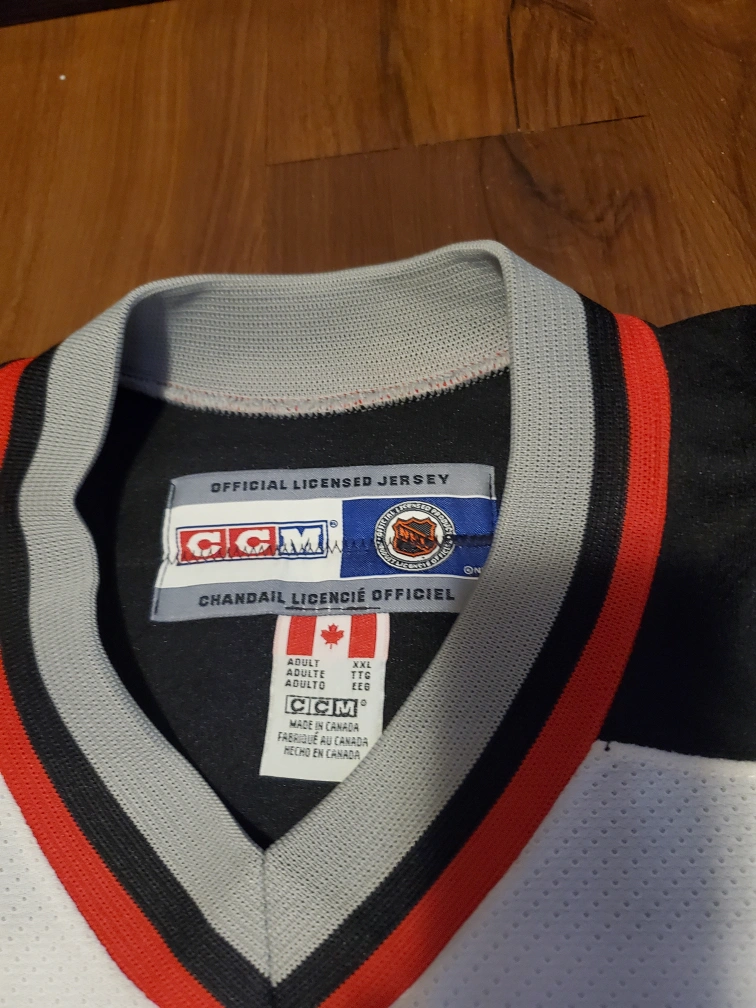 OFFICIAL LICENSED JERSEY
CCM®
NHL
CHANDAIL LICENCIÉ OFFICIEL
ADULT XXL
ADULTE TTG
ADULTO EEG
CCM®
MADE IN CANADA
FABRIQUÉ AU CANADA
HECHO EN CANADA